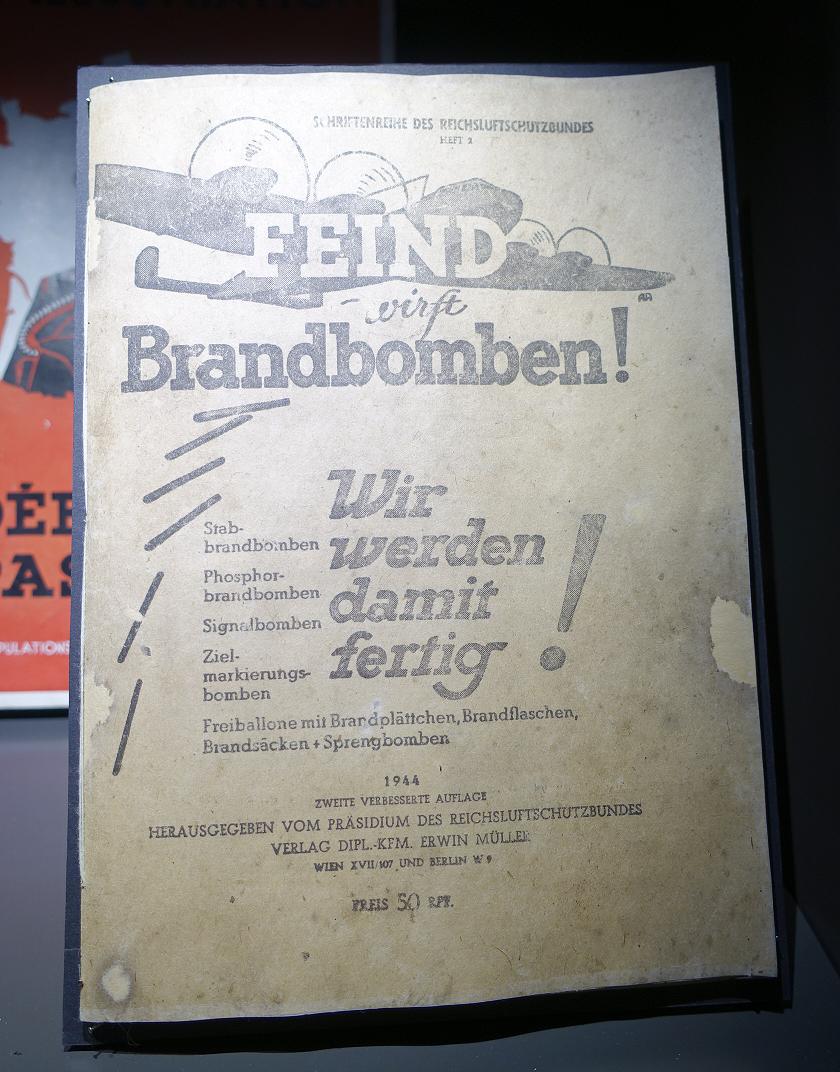 SCHRIFTENREIHE DES REICHSLUFTSCHUTZBUNDES
HEFT 2
FEIND
wirft
Brandbomben!
Wir
werden
damit
fertig!
Stab-
brandbomben
Phosphor-
brandbomben
Signalbomben
Ziel-
markierungs-
bomben
Freiballone mit Brandplättchen, Brandflaschen,
Brandsäcken + Sprengbomben
1944
ZWEITE VERBESSERTE AUFLAGE
HERAUSGEGEBEN VOM PRÄSIDIUM DES REICHSLUFTSCHUTZBUNDES
VERLAG DIPL.-KFM. ERWIN MÜLLER
WIEN XVII/107 UND BERLIN W 9
PREIS 50 RPF.